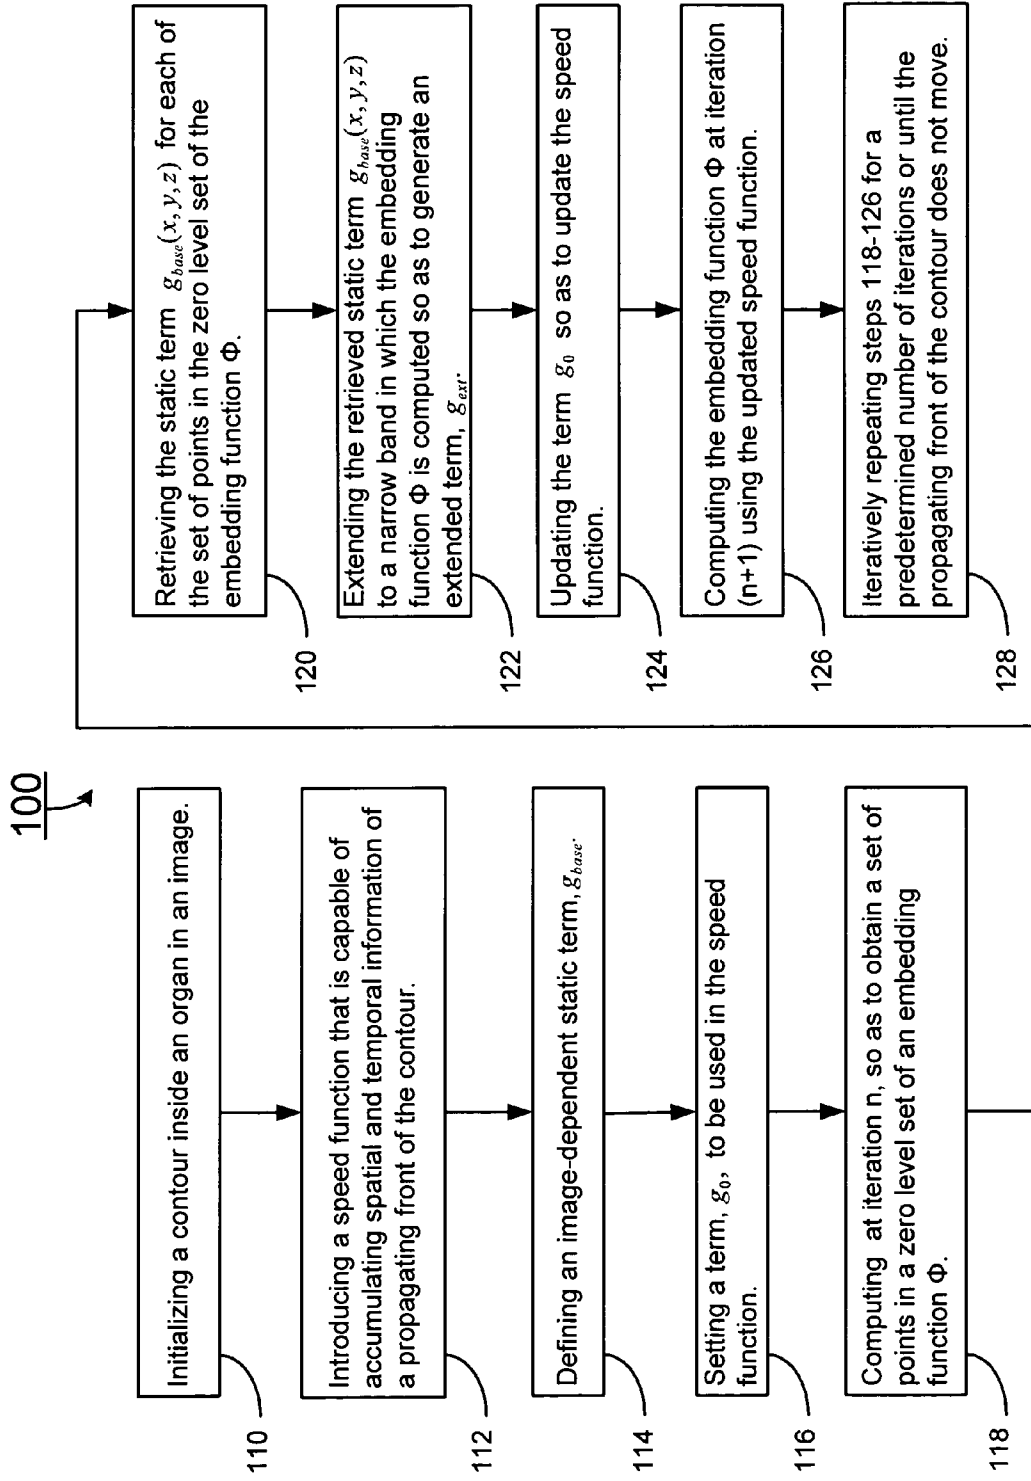 100
Initializing a contour inside an organ in an image.
110
Introducing a speed function that is capable of
accumulating spatial and temporal information of
a propagating front of the contour.
112
Defining an image-dependent static term, g_base.
114
Setting a term, g_0, to be used in the speed
function.
116
Computing at iteration n, so as to obtain a set of
points in a zero level set of an embedding
function Φ.
118
Retrieving the static term g_base(x, y, z) for each of
the set of points in the zero level set of the
embedding function Φ.
120
Extending the retrieved static term g_base(x, y, z)
to a narrow band in which the embedding
function Φ is computed so as to generate an
extended term, g_ext.
122
Updating the term g_0 so as to update the speed
function.
124
Computing the embedding function Φ at iteration
(n+1) using the updated speed function.
126
Iteratively repeating steps 118-126 for a
predetermined number of iterations or until the
propagating front of the contour does not move.
128